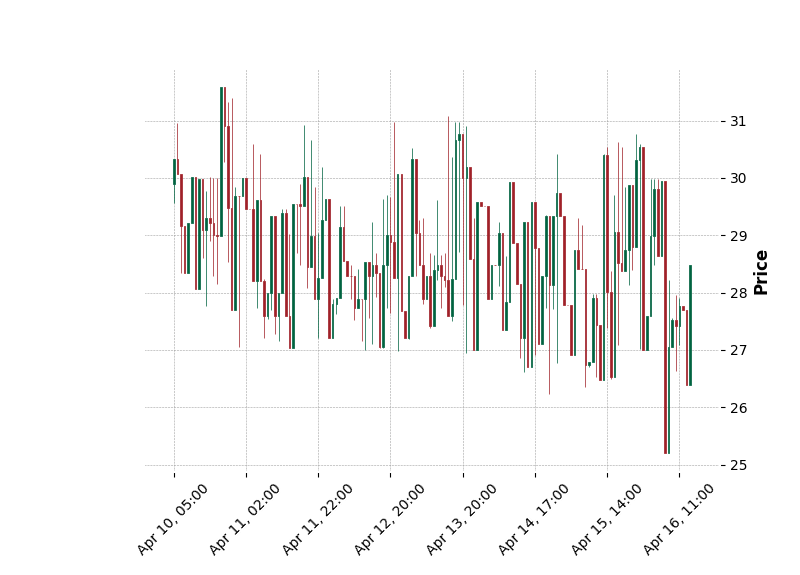 31
30
29
28
27
26
25
Price
Apr 10, 05:00
Apr 11, 02:00
Apr 11, 22:00
Apr 12, 20:00
Apr 13, 20:00
Apr 14, 17:00
Apr 15, 14:00
Apr 16, 11:00